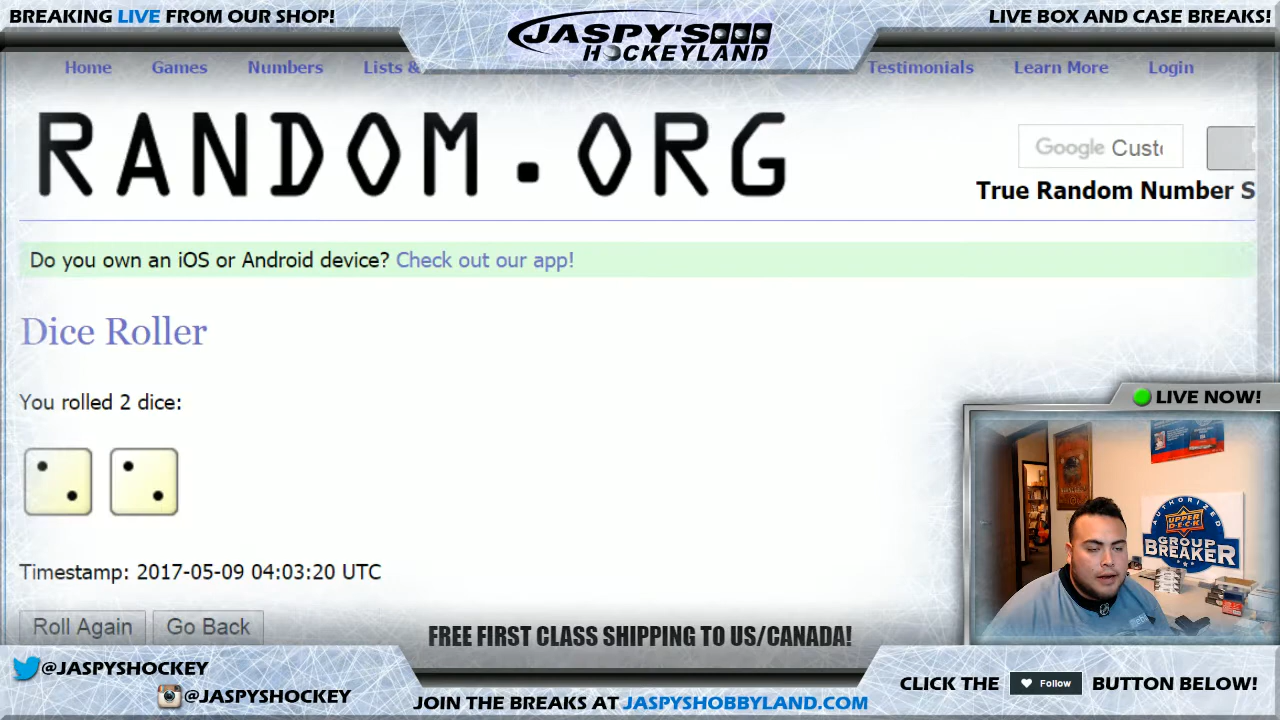 BREAKING LIVE FROM OUR SHOP!
JASPY'S
HOCKEYLAND
LIVE BOX AND CASE BREAKS!
Home Games Numbers Lists & Testimonials Learn More Login
RANDOM.ORG
Google Cust
True Random Number S
Do you own an iOS or Android device? Check out our app!
Dice Roller
You rolled 2 dice:
Timestamp: 2017-05-09 04:03:20 UTC
Roll Again Go Back
LIVE NOW!
AUTHORIZED
UPPER DECK
GROUP
BREAKER
FREE FIRST CLASS SHIPPING TO US/CANADA!
@JASPYSHOCKEY
@JASPYSHOCKEY
JOIN THE BREAKS AT JASPYSHOBBYLAND.COM
CLICK THE Follow BUTTON BELOW!